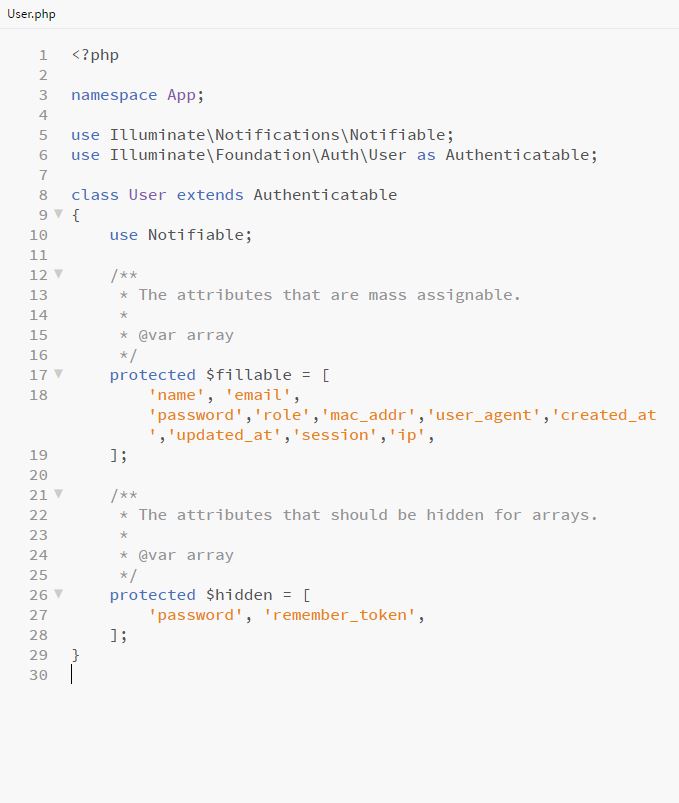 User.php
1 <?php
2
3 namespace App;
4
5 use Illuminate\Notifications\Notifiable;
6 use Illuminate\Foundation\Auth\User as Authenticatable;
7
8 class User extends Authenticatable
9 {
10     use Notifiable;
11
12     /**
13      * The attributes that are mass assignable.
14      *
15      * @var array
16      */
17     protected $fillable = [
18         'name', 'email',
        'password','role','mac_addr','user_agent','created_at
        ','updated_at','session','ip',
19     ];
20
21     /**
22      * The attributes that should be hidden for arrays.
23      *
24      * @var array
25      */
26     protected $hidden = [
27         'password', 'remember_token',
28     ];
29 }
30